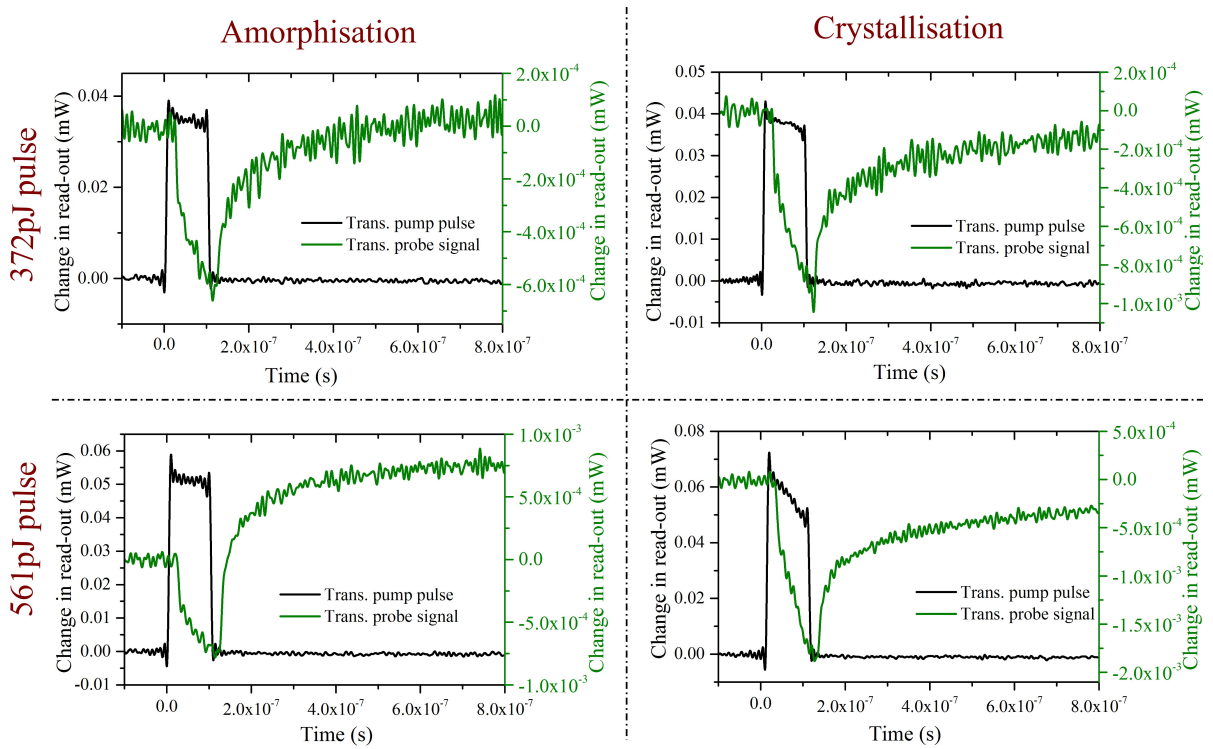 Amorphisation
Crystallisation
372pJ pulse
Change in read-out (mW)
0.04
0.02
0.00
2.0x10⁻⁴
0.0
-2.0x10⁻⁴
-4.0x10⁻⁴
-6.0x10⁻⁴
Change in read-out (mW)
Trans. pump pulse
Trans. probe signal
0.0 2.0x10⁻⁷ 4.0x10⁻⁷ 6.0x10⁻⁷ 8.0x10⁻⁷
Time (s)
Change in read-out (mW)
0.05
0.04
0.03
0.02
0.01
0.00
-0.01
2.0x10⁻⁴
0.0
-2.0x10⁻⁴
-4.0x10⁻⁴
-6.0x10⁻⁴
-8.0x10⁻⁴
-1.0x10⁻³
Change in read-out (mW)
Trans. pump pulse
Trans. probe signal
0.0 2.0x10⁻⁷ 4.0x10⁻⁷ 6.0x10⁻⁷ 8.0x10⁻⁷
Time (s)
561pJ pulse
Change in read-out (mW)
0.06
0.05
0.04
0.03
0.02
0.01
0.00
-0.01
1.0x10⁻³
5.0x10⁻⁴
0.0
-5.0x10⁻⁴
-1.0x10⁻³
Change in read-out (mW)
Trans. pump pulse
Trans. probe signal
0.0 2.0x10⁻⁷ 4.0x10⁻⁷ 6.0x10⁻⁷ 8.0x10⁻⁷
Time (s)
Change in read-out (mW)
0.08
0.06
0.04
0.02
0.00
5.0x10⁻⁴
0.0
-5.0x10⁻⁴
-1.0x10⁻³
-1.5x10⁻³
-2.0x10⁻³
Change in read-out (mW)
Trans. pump pulse
Trans. probe signal
0.0 2.0x10⁻⁷ 4.0x10⁻⁷ 6.0x10⁻⁷ 8.0x10⁻⁷
Time (s)